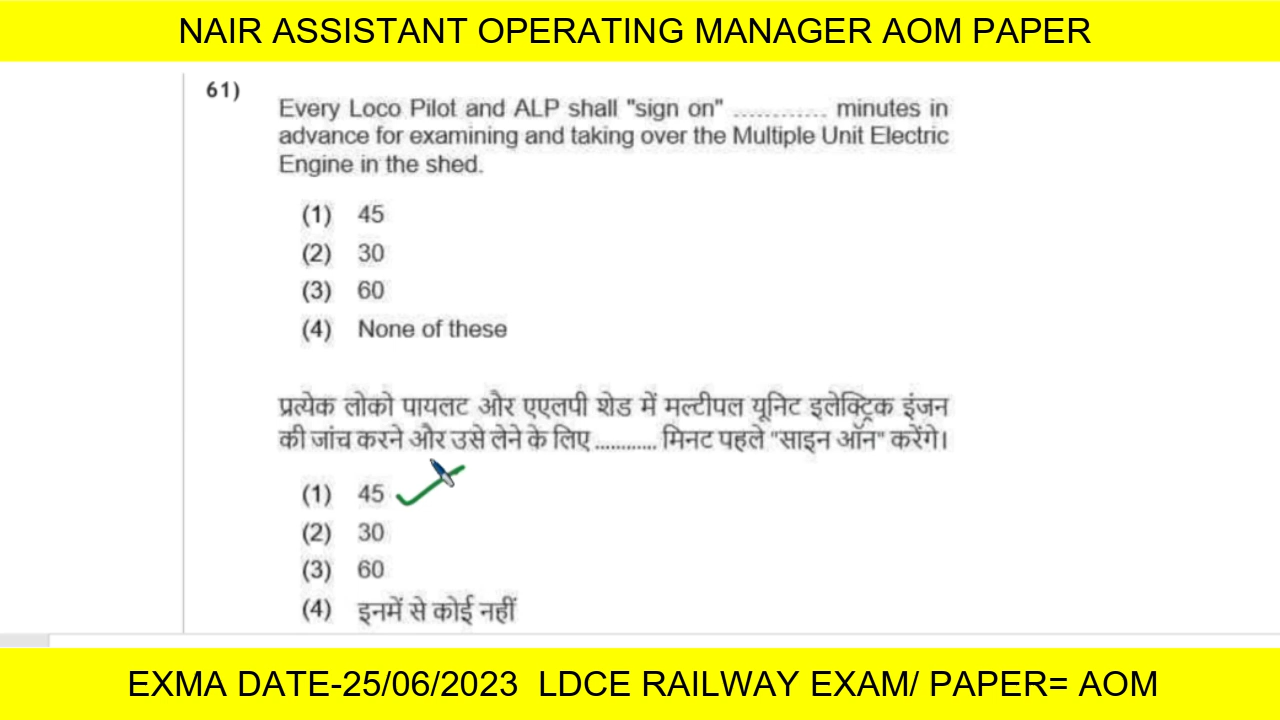 NAIR ASSISTANT OPERATING MANAGER AOM PAPER
61)
Every Loco Pilot and ALP shall "sign on" ............ minutes in
advance for examining and taking over the Multiple Unit Electric
Engine in the shed.
(1) 45
(2) 30
(3) 60
(4) None of these
प्रत्येक लोको पायलट और एएलपी शेड में मल्टीपल यूनिट इलेक्ट्रिक इंजन
की जांच करने और उसे लेने के लिए ............ मिनट पहले "साइन ऑन" करेंगे।
(1) 45
(2) 30
(3) 60
(4) इनमें से कोई नहीं
EXMA DATE-25/06/2023 LDCE RAILWAY EXAM/ PAPER= AOM